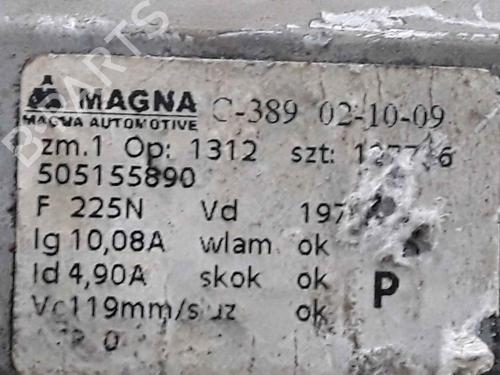 MAGNA C-389 02-10-09
MAGNA AUTOMOTIVE
zm.1 Op: 1312 szt:
505155890
F 225N Vd
Ig 10,08A wlam ok
Id 4,90A skok ok P
Vc119mm/s uz ok